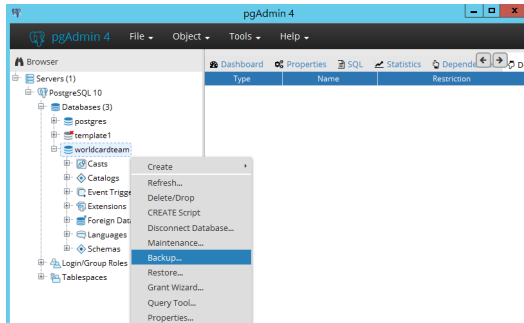 pgAdmin 4
pgAdmin 4 File Object Tools Help
Browser
Dashboard Properties SQL Statistics Depende D
Type Name Restriction
Servers (1)
PostgreSQL 10
Databases (3)
postgres
template1
worldcardteam
Casts
Catalogs
Event Trigge
Extensions
Foreign Dat
Languages
Schemas
Login/Group Roles
Tablespaces
Create
Refresh...
Delete/Drop
CREATE Script
Disconnect Database...
Maintenance...
Backup...
Restore...
Grant Wizard...
Query Tool...
Properties...